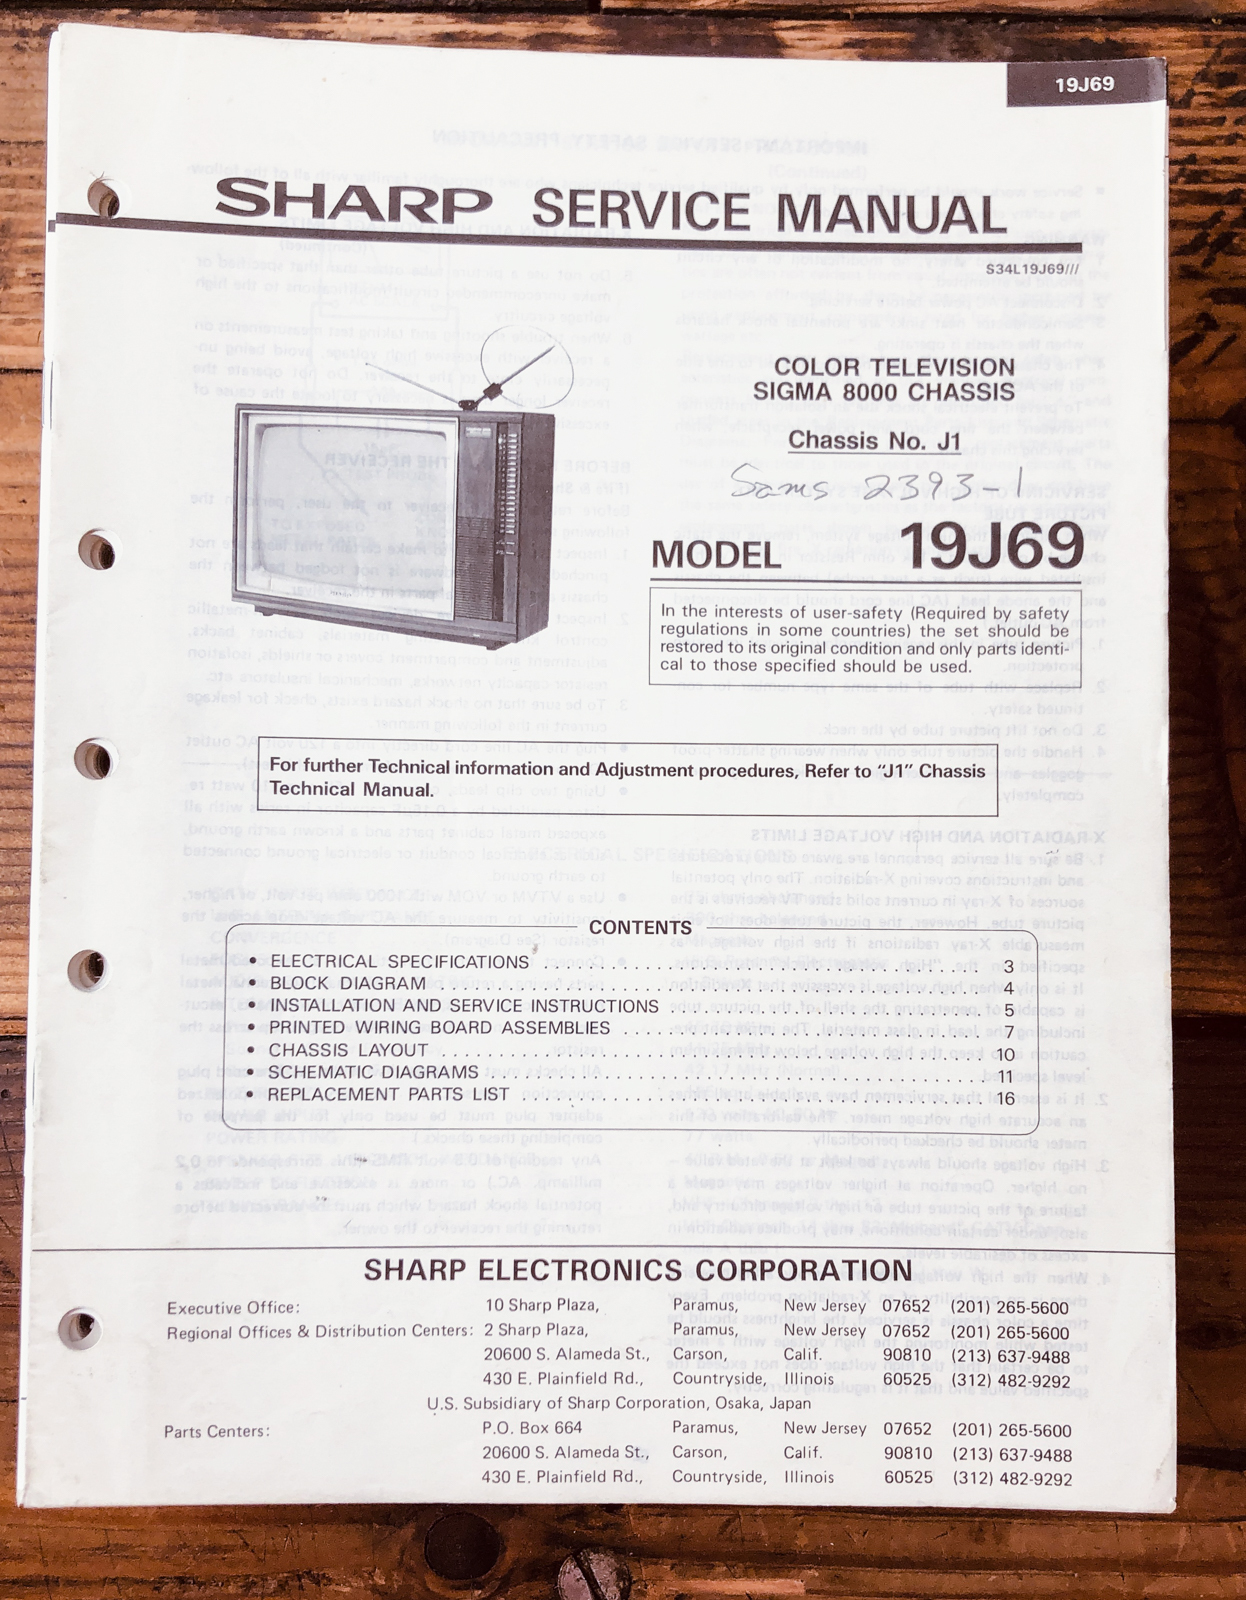 19J69
SHARP SERVICE MANUAL
S34L19J69///
COLOR TELEVISION
SIGMA 8000 CHASSIS
Chassis No. J1
Sams 2393-1
MODEL 19J69
In the interests of user-safety (Required by safety
regulations in some countries) the set should be
restored to its original condition and only parts identi-
cal to those specified should be used.
For further Technical information and Adjustment procedures, Refer to "J1" Chassis
Technical Manual.
CONTENTS
• ELECTRICAL SPECIFICATIONS . . . . . . . . . . . . . . . . . . . . . . . . . . . . . . . . . . . . 3
• BLOCK DIAGRAM . . . . . . . . . . . . . . . . . . . . . . . . . . . . . . . . . . . . . . . . . . . . . 4
• INSTALLATION AND SERVICE INSTRUCTIONS . . . . . . . . . . . . . . . . . . . . . . . 5
• PRINTED WIRING BOARD ASSEMBLIES . . . . . . . . . . . . . . . . . . . . . . . . . . . . 7
• CHASSIS LAYOUT . . . . . . . . . . . . . . . . . . . . . . . . . . . . . . . . . . . . . . . . . . . . 10
• SCHEMATIC DIAGRAMS . . . . . . . . . . . . . . . . . . . . . . . . . . . . . . . . . . . . . . . 11
• REPLACEMENT PARTS LIST . . . . . . . . . . . . . . . . . . . . . . . . . . . . . . . . . . . . 16
SHARP ELECTRONICS CORPORATION
Executive Office: 10 Sharp Plaza, Paramus, New Jersey 07652 (201) 265-5600
Regional Offices & Distribution Centers: 2 Sharp Plaza, Paramus, New Jersey 07652 (201) 265-5600
20600 S. Alameda St., Carson, Calif. 90810 (213) 637-9488
430 E. Plainfield Rd., Countryside, Illinois 60525 (312) 482-9292
U.S. Subsidiary of Sharp Corporation, Osaka, Japan
Parts Centers: P.O. Box 664 Paramus, New Jersey 07652 (201) 265-5600
20600 S. Alameda St., Carson, Calif. 90810 (213) 637-9488
430 E. Plainfield Rd., Countryside, Illinois 60525 (312) 482-9292